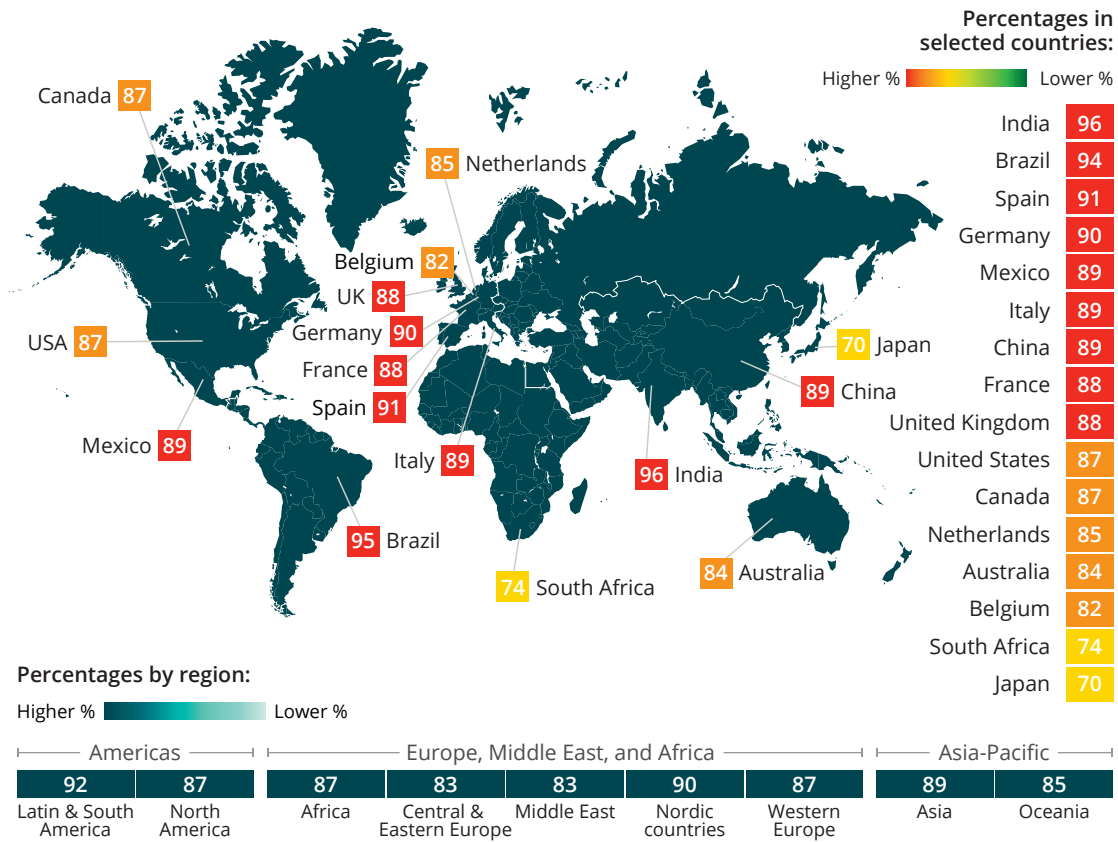 Percentages in
selected countries:
Higher % Lower %
India 96
Brazil 94
Spain 91
Germany 90
Mexico 89
Italy 89
China 89
France 88
United Kingdom 88
United States 87
Canada 87
Netherlands 85
Australia 84
Belgium 82
South Africa 74
Japan 70
Canada 87
85 Netherlands
Belgium 82
UK 88
Germany 90
USA 87
70 Japan
France 88
89 China
Spain 91
Mexico 89
Italy 89
96 India
95 Brazil
84 Australia
74 South Africa
Percentages by region:
Higher % Lower %
Americas
92 87
Latin & South
America
North
America
Europe, Middle East, and Africa
87 83 83 90 87
Africa
Central &
Eastern Europe
Middle East
Nordic
countries
Western
Europe
Asia-Pacific
89 85
Asia
Oceania